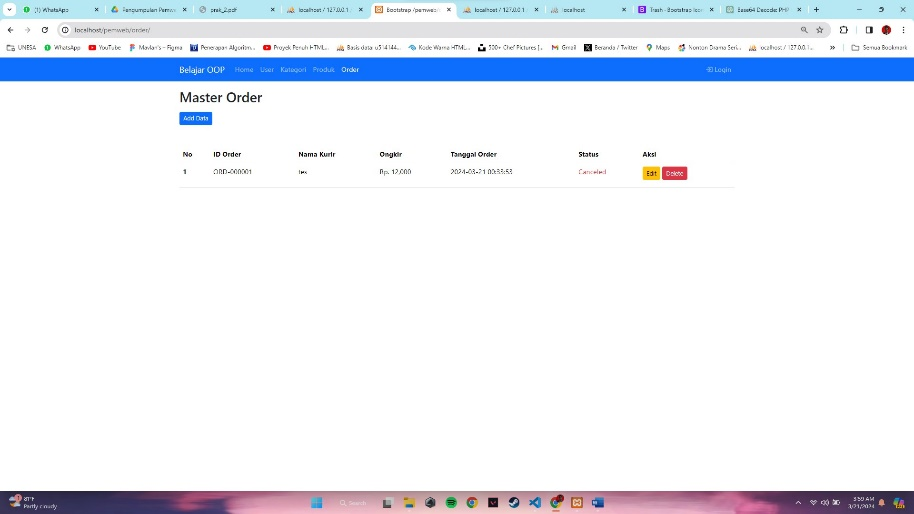 (1) WhatsApp
Pengumpulan Pemw
prak_2.pdf
localhost / 127.0.0.1
Bootstrap /pemweb
localhost / 127.0.0.1
localhost
Trash · Bootstrap Ico
Base64 Decode: PHP
localhost/pemweb/order/
UNESA
WhatsApp
YouTube
Mavlan's – Figma
Penerapan Algoritm...
Proyek Penuh HTML...
Basis data: u514144...
Kode Warna HTML...
500+ Chef Pictures [...
Gmail
Beranda / Twitter
Maps
Nonton Drama Seri...
localhost / 127.0.0.1...
Semua Bookmark
Belajar OOP
Home
User
Kategori
Produk
Order
Login
Master Order
Add Data
No ID Order Nama Kurir Ongkir Tanggal Order Status Aksi
1 ORD-000001 tes Rp. 12,000 2024-03-21 00:33:53 Canceled Edit Delete
81°F
Partly cloudy
Search
3:59 AM
3/21/2024